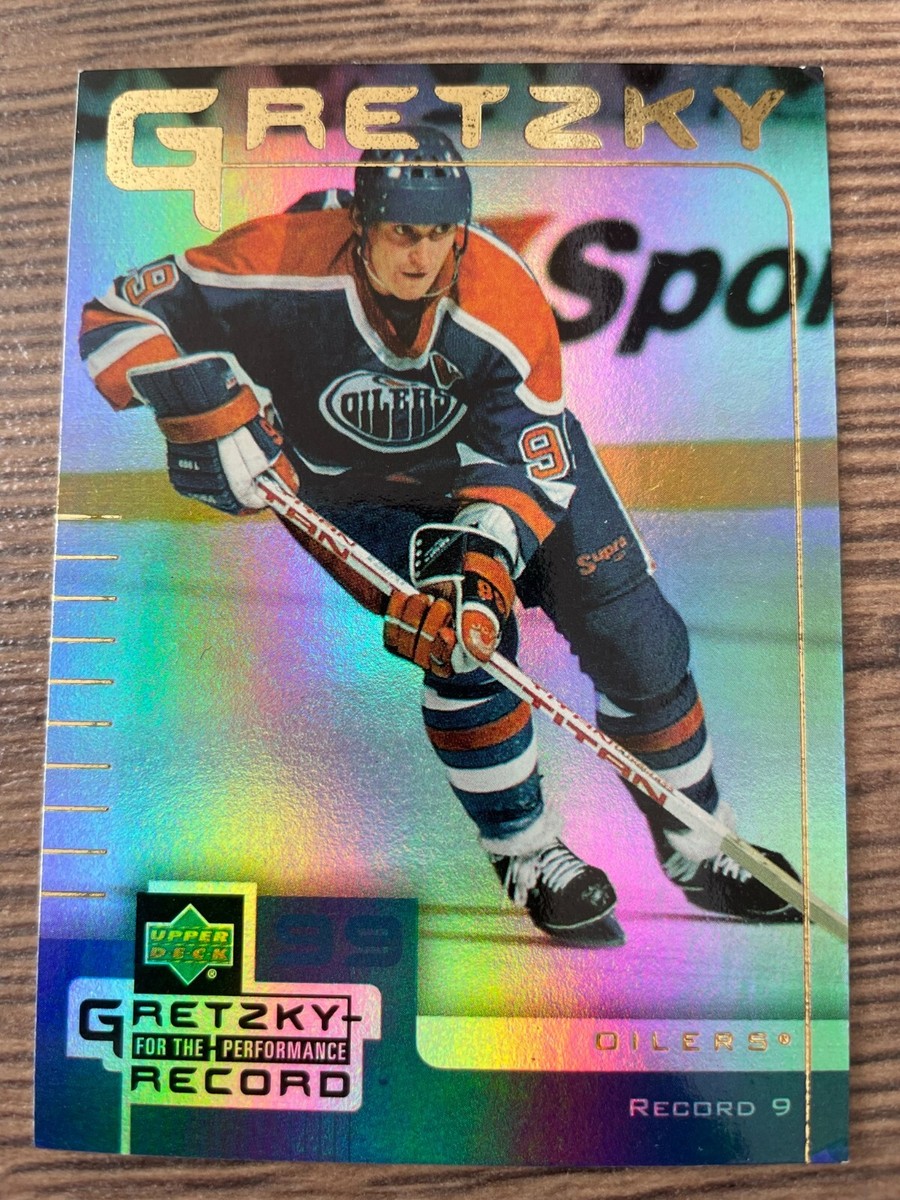 GRETZKY
Spor
9
OILERS
9
TITAN
Supra
TITAN
99
UPPER
DECK®
GRETZKY
FOR THE PERFORMANCE
RECORD
OILERS®
RECORD 9